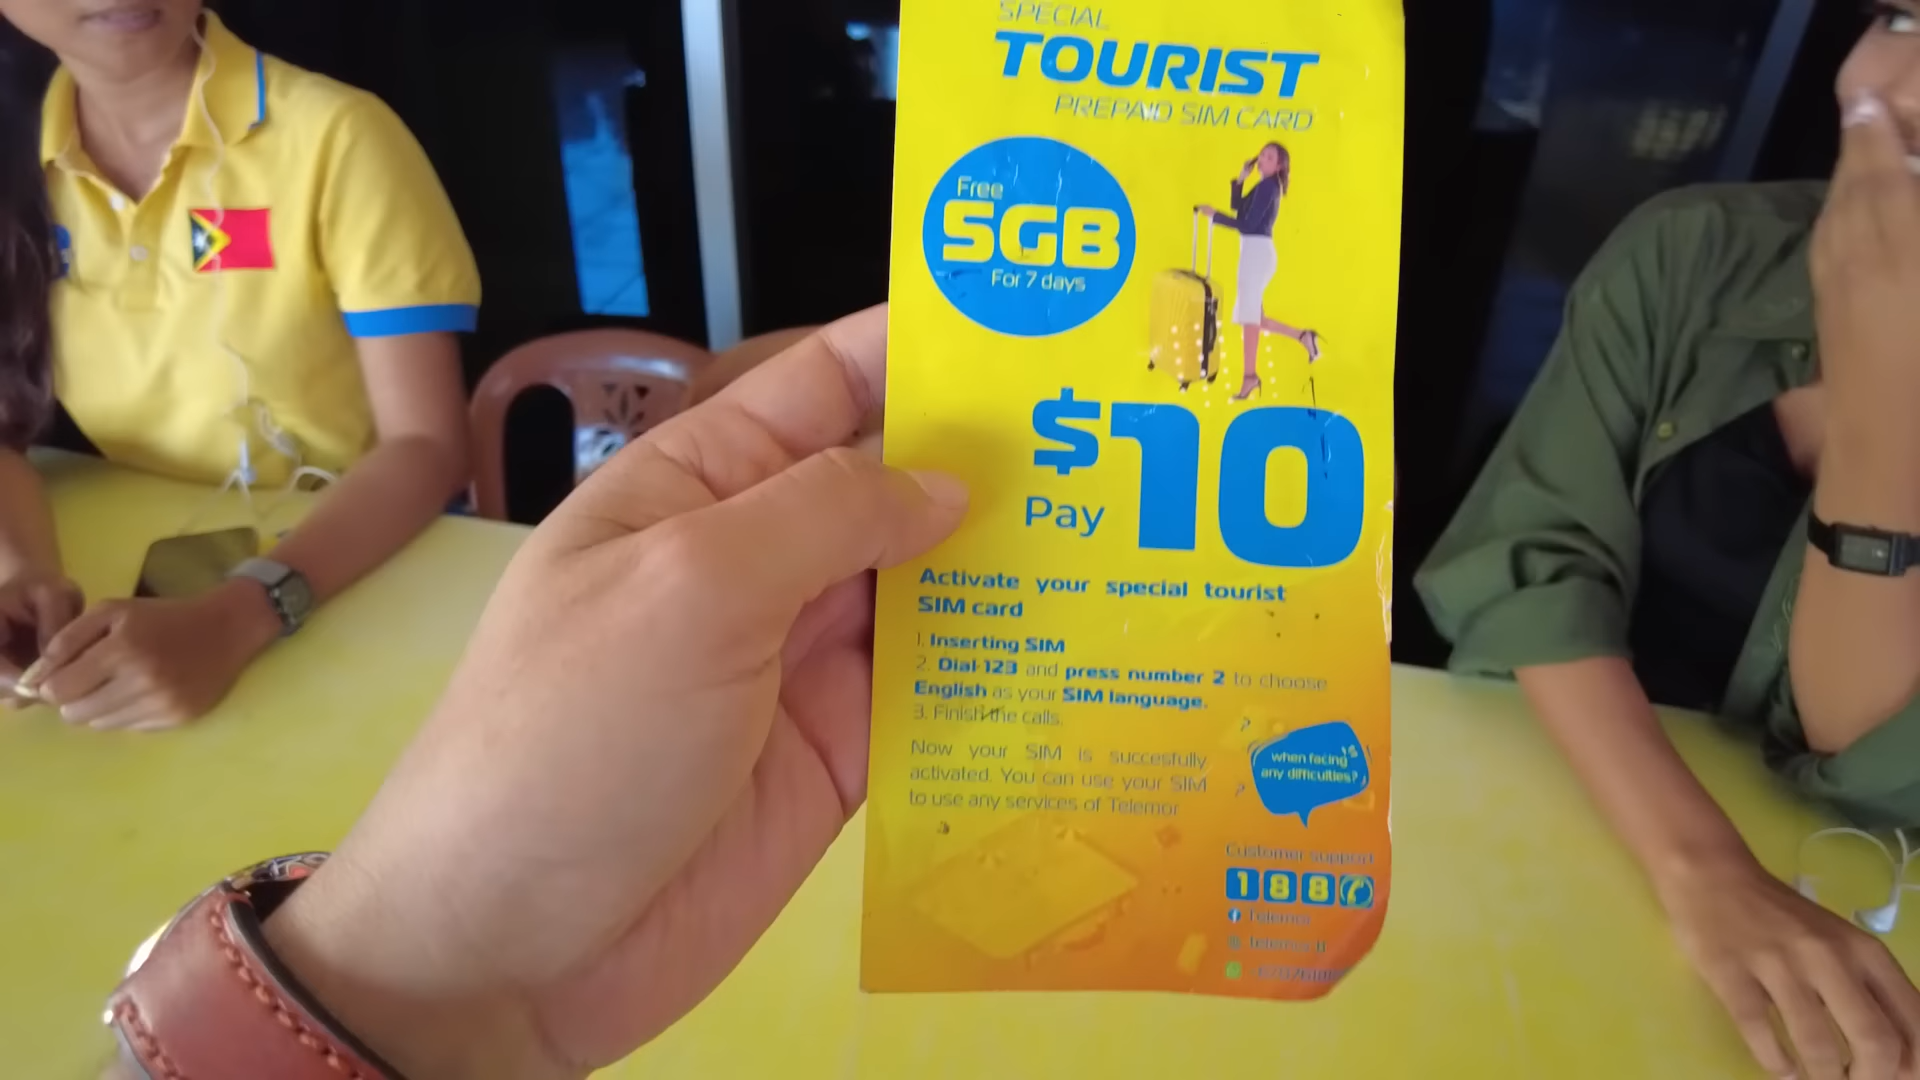 SPECIAL
TOURIST
PREPAID SIM CARD
Free
5GB
For 7 days
$10
Pay
Activate your special tourist
SIM card
1. Inserting SIM
2. Dial 123 and press number 2 to choose
English as your SIM language.
3. Finish the calls.
Now your SIM is succesfully
activated. You can use your SIM
to use any services of Telemor
when facing
any difficulties?
Customer support
188
Telemor
telemor.tl